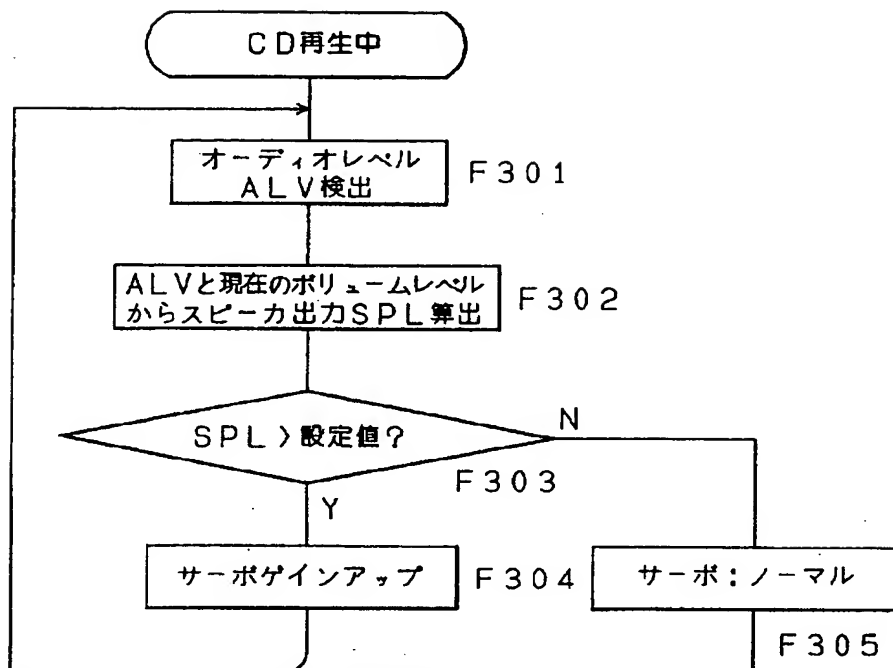 CD再生中
オーディオレベル
ALV検出
F301
ALVと現在のボリュームレベル
からスピーカ出力SPL算出
F302
SPL>設定値?
N
F303
Y
サーボゲインアップ
F304
サーボ:ノーマル
F305